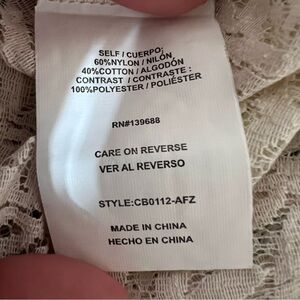 SELF / CUERPO:
60%NYLON / NILÓN
40%COTTON / ALGODÓN
CONTRAST / CONTRASTE :
100%POLYESTER / POLIÉSTER
RN#139688
CARE ON REVERSE
VER AL REVERSO
STYLE:CB0112-AFZ
MADE IN CHINA
HECHO EN CHINA